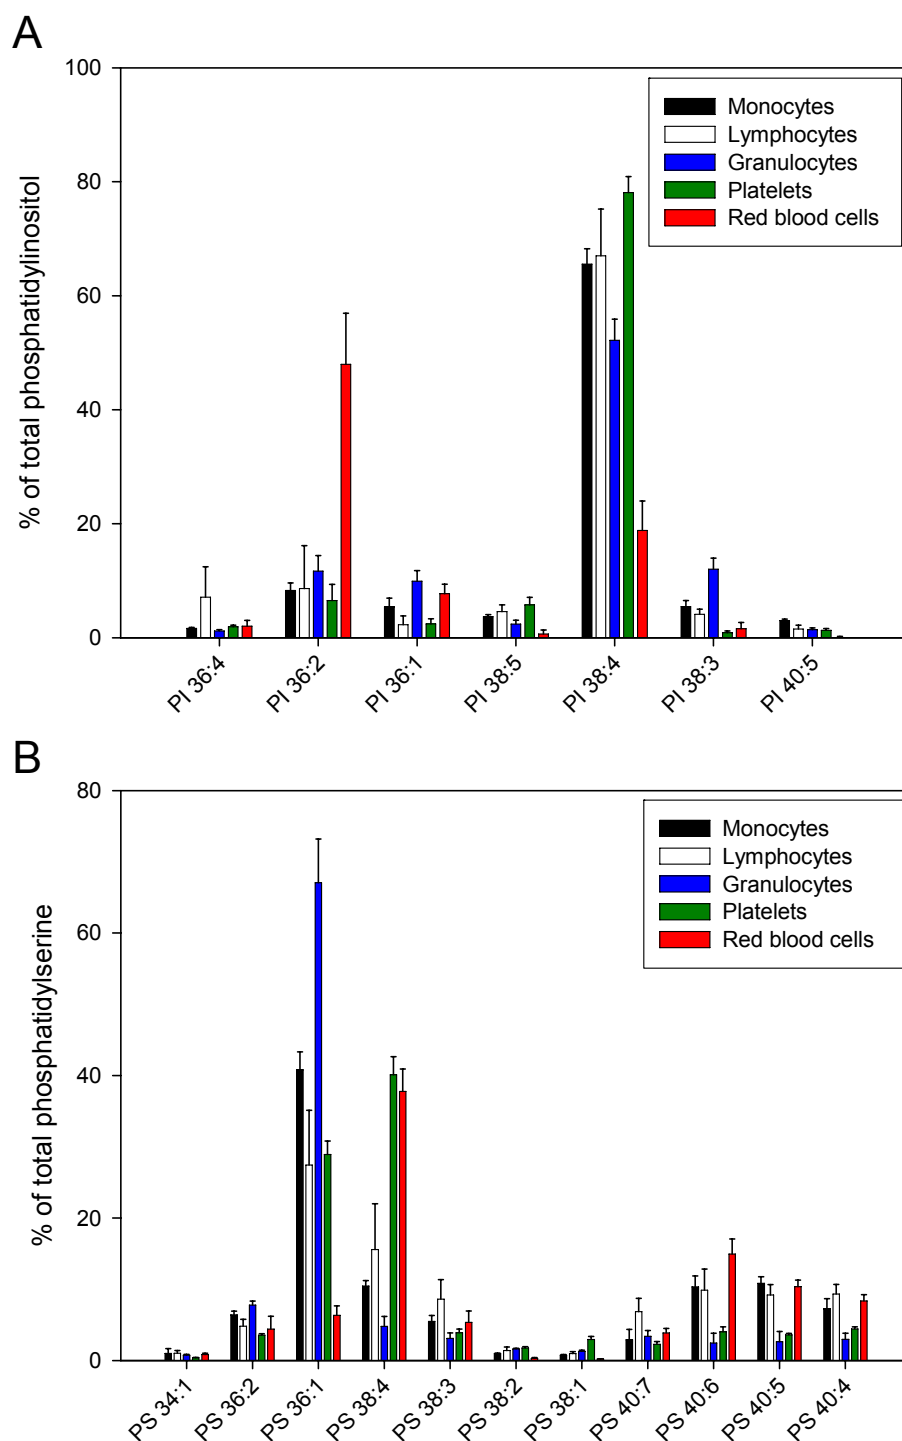 A
% of total phosphatidylinositol
100
80
60
40
20
0
Monocytes
Lymphocytes
Granulocytes
Platelets
Red blood cells
PI 36:4
PI 36:2
PI 36:1
PI 38:5
PI 38:4
PI 38:3
PI 40:5
B
% of total phosphatidylserine
80
60
40
20
0
Monocytes
Lymphocytes
Granulocytes
Platelets
Red blood cells
PS 34:1
PS 36:2
PS 36:1
PS 38:4
PS 38:3
PS 38:2
PS 38:1
PS 40:7
PS 40:6
PS 40:5
PS 40:4